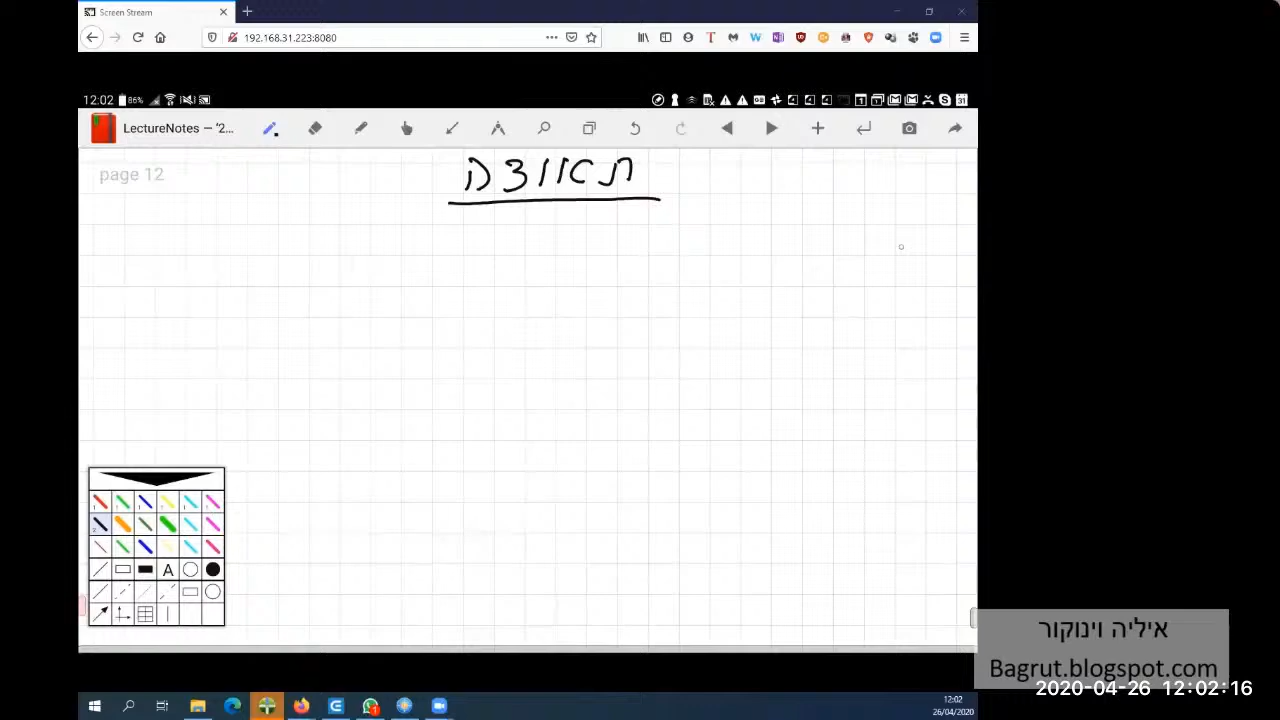 Screen Stream
192.168.31.223:8080
12:02 86%
LectureNotes — '2...
page 12
תאוצה
איליה וינוקור
Bagrut.blogspot.com
2020-04-26 12:02:16
12:02
26/04/2020